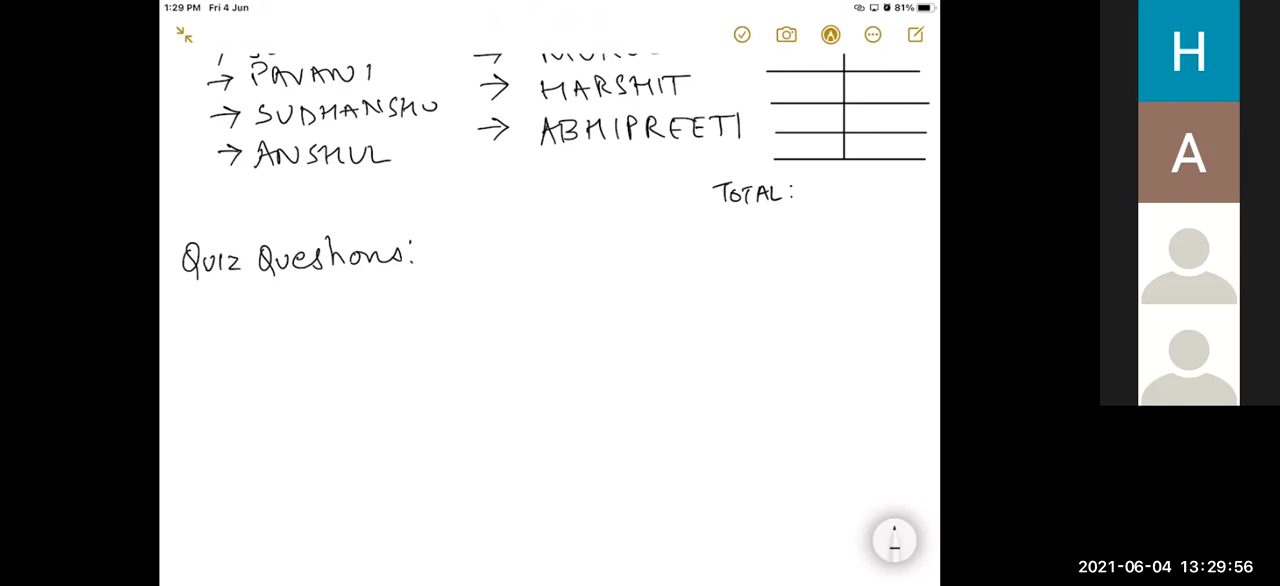 1:29 PM Fri 4 Jun
81%
→ PAVANI
→ HARSHIT
→ SUDHANSHU
→ ABHIPREETI
→ ANSHUL
TOTAL:
Quiz Questions:
H
A
2021-06-04 13:29:56